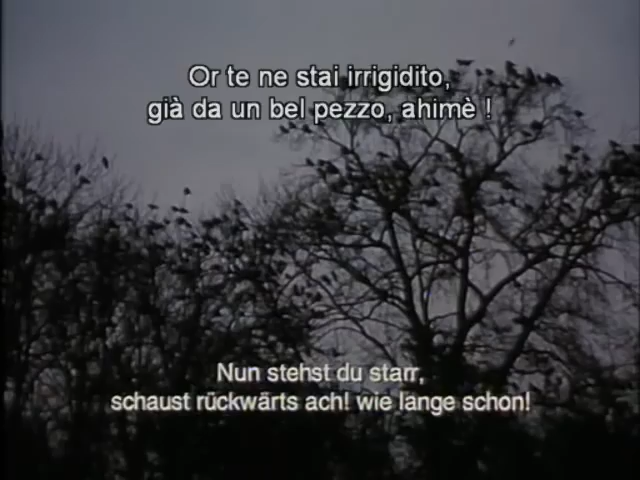 Or te ne stai irrigidito,
già da un bel pezzo, ahimè !
Nun stehst du starr,
schaust rückwärts ach! wie lange schon!